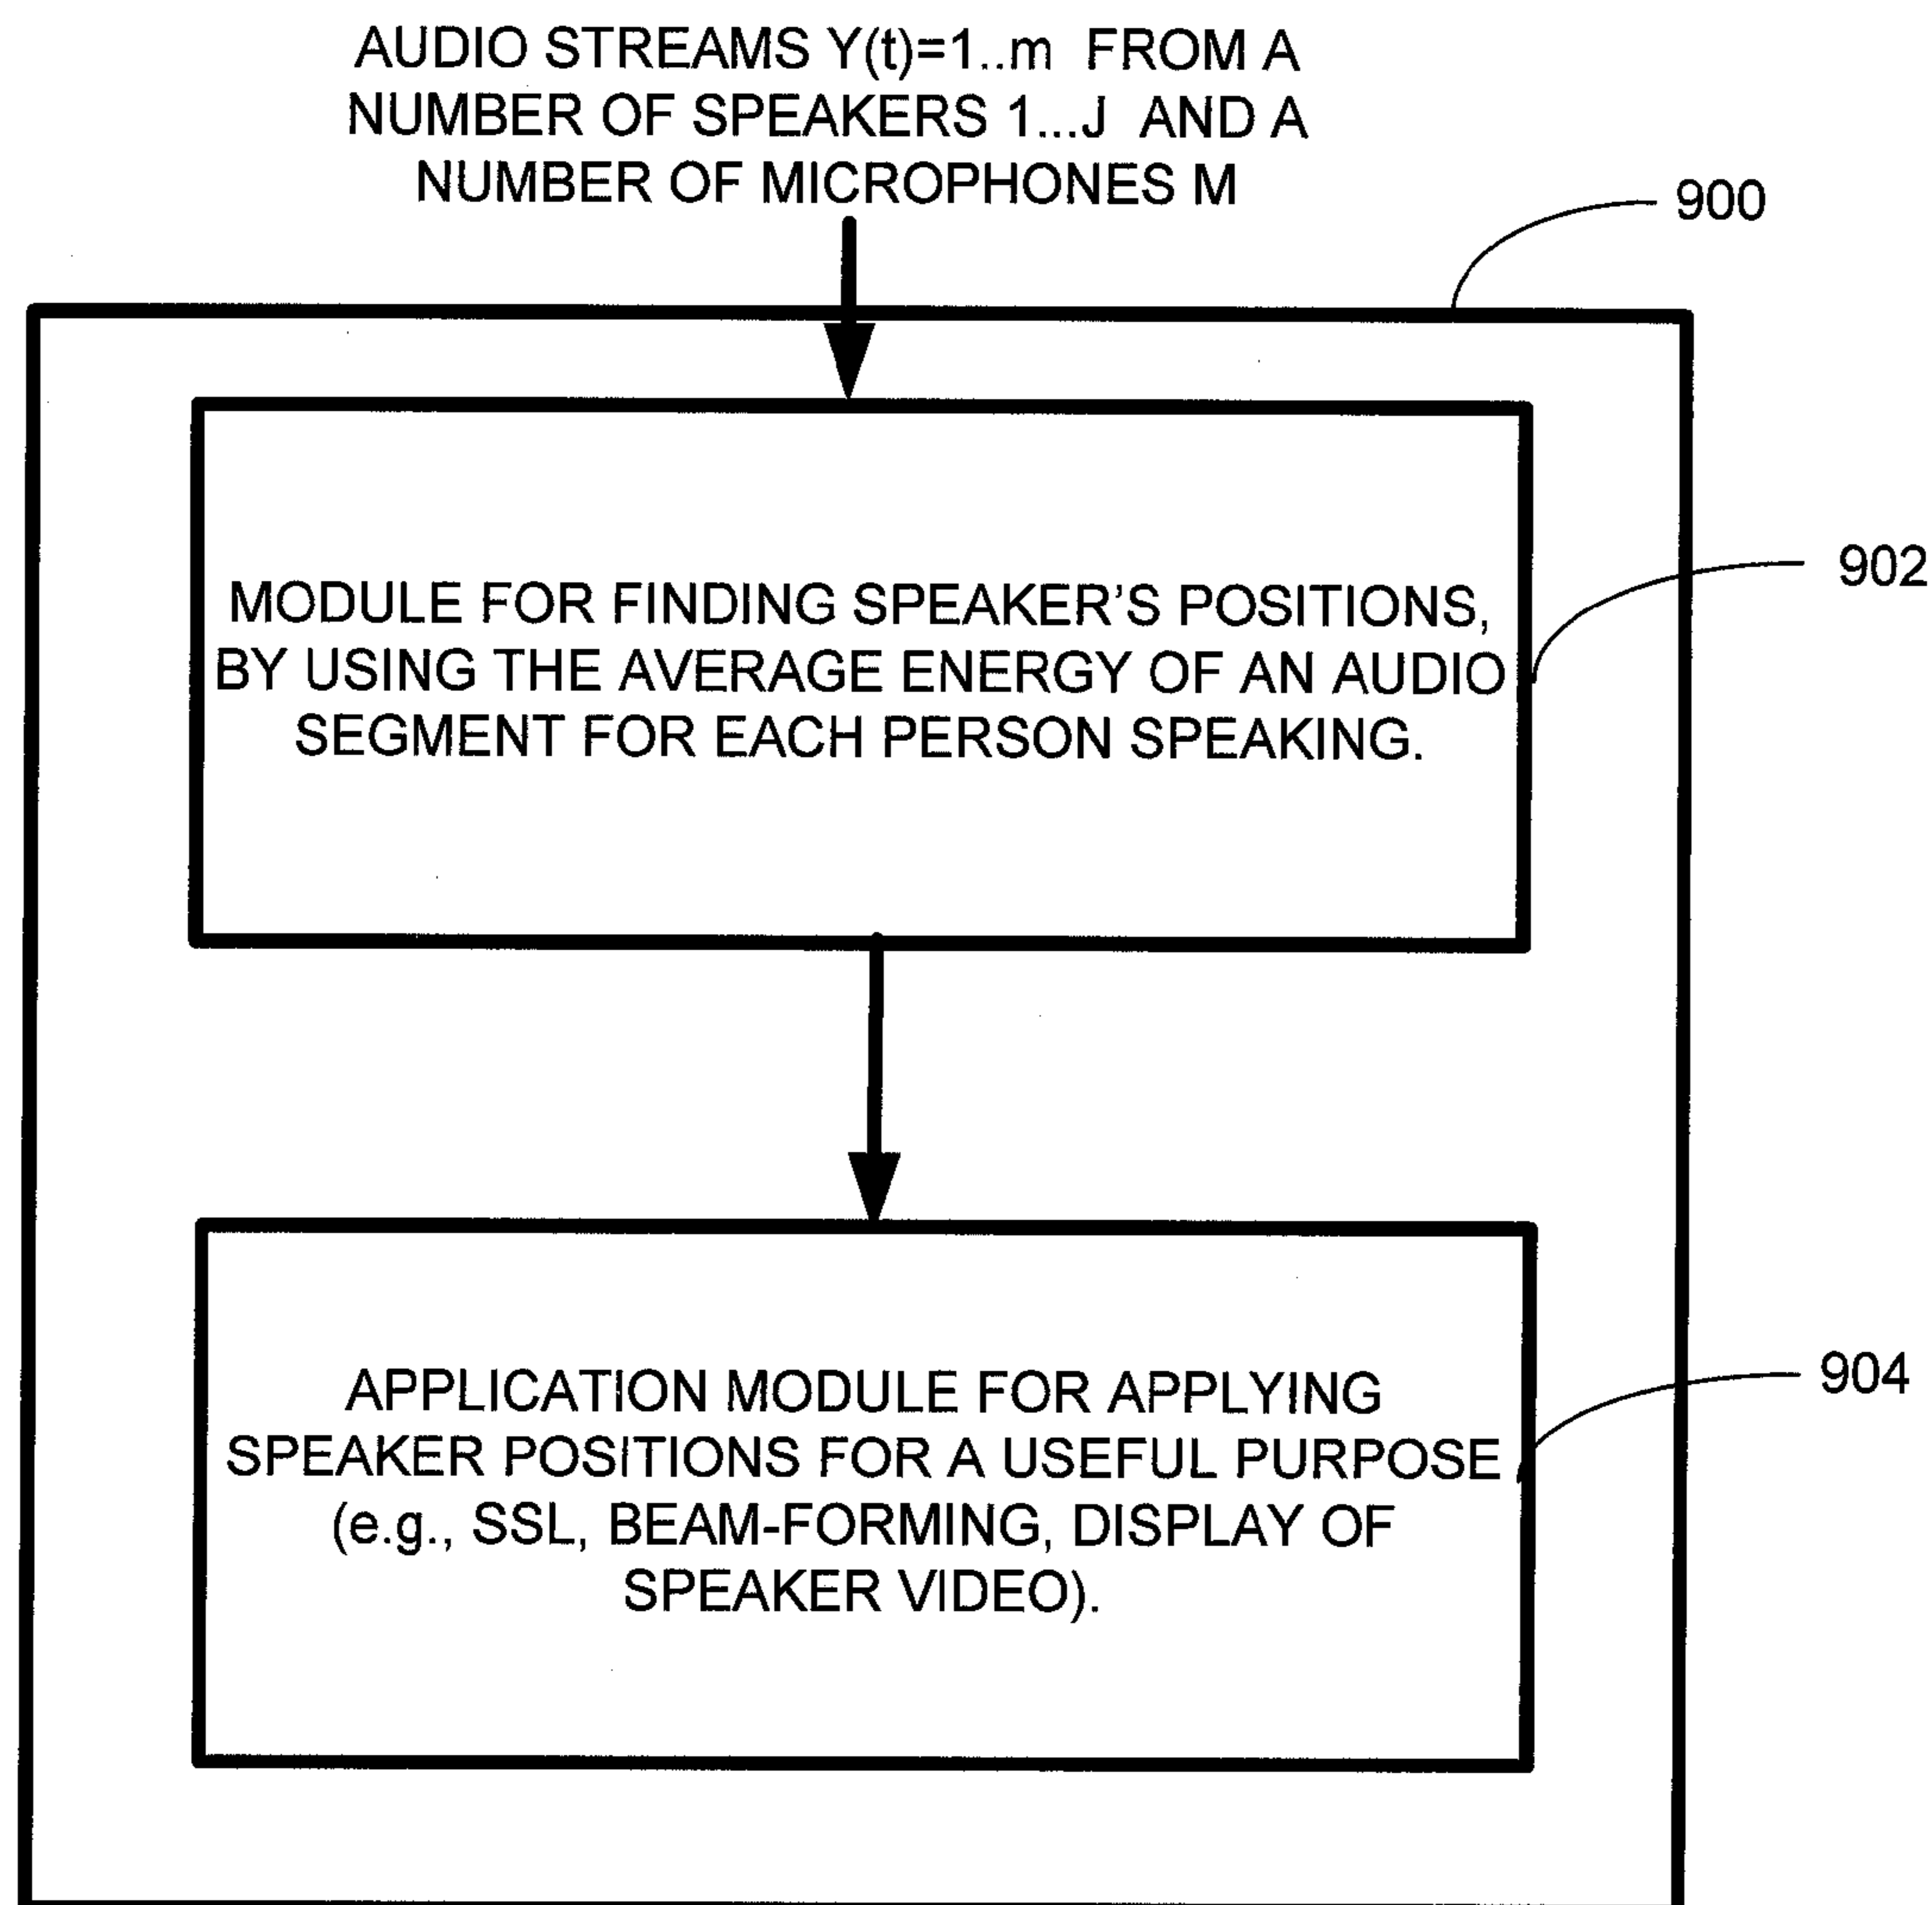 AUDIO STREAMS Y(t)=1..m FROM A
NUMBER OF SPEAKERS 1...J AND A
NUMBER OF MICROPHONES M
900
902
MODULE FOR FINDING SPEAKER'S POSITIONS,
BY USING THE AVERAGE ENERGY OF AN AUDIO
SEGMENT FOR EACH PERSON SPEAKING.
904
APPLICATION MODULE FOR APPLYING
SPEAKER POSITIONS FOR A USEFUL PURPOSE
(e.g., SSL, BEAM-FORMING, DISPLAY OF
SPEAKER VIDEO).